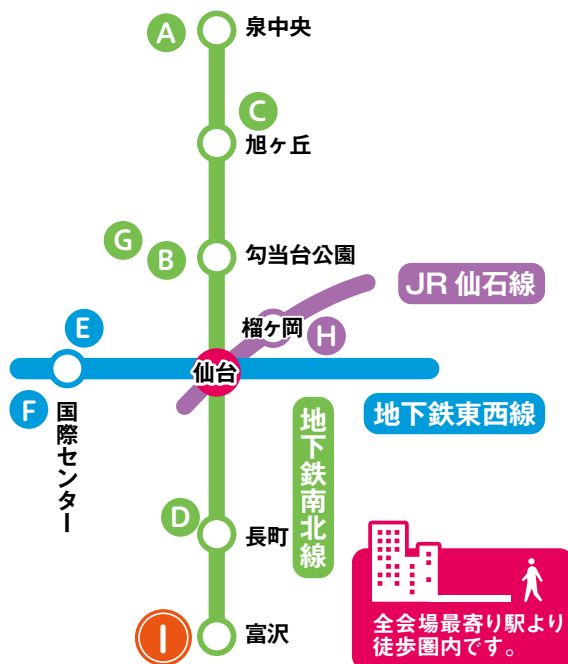 A
泉中央
C
旭ヶ丘
G
B
勾当台公園
JR 仙石線
榴ヶ岡
H
E
仙台
F
国際センター
地下鉄東西線
地下鉄南北線
D
長町
I
富沢
全会場最寄り駅より
徒歩圏内です。